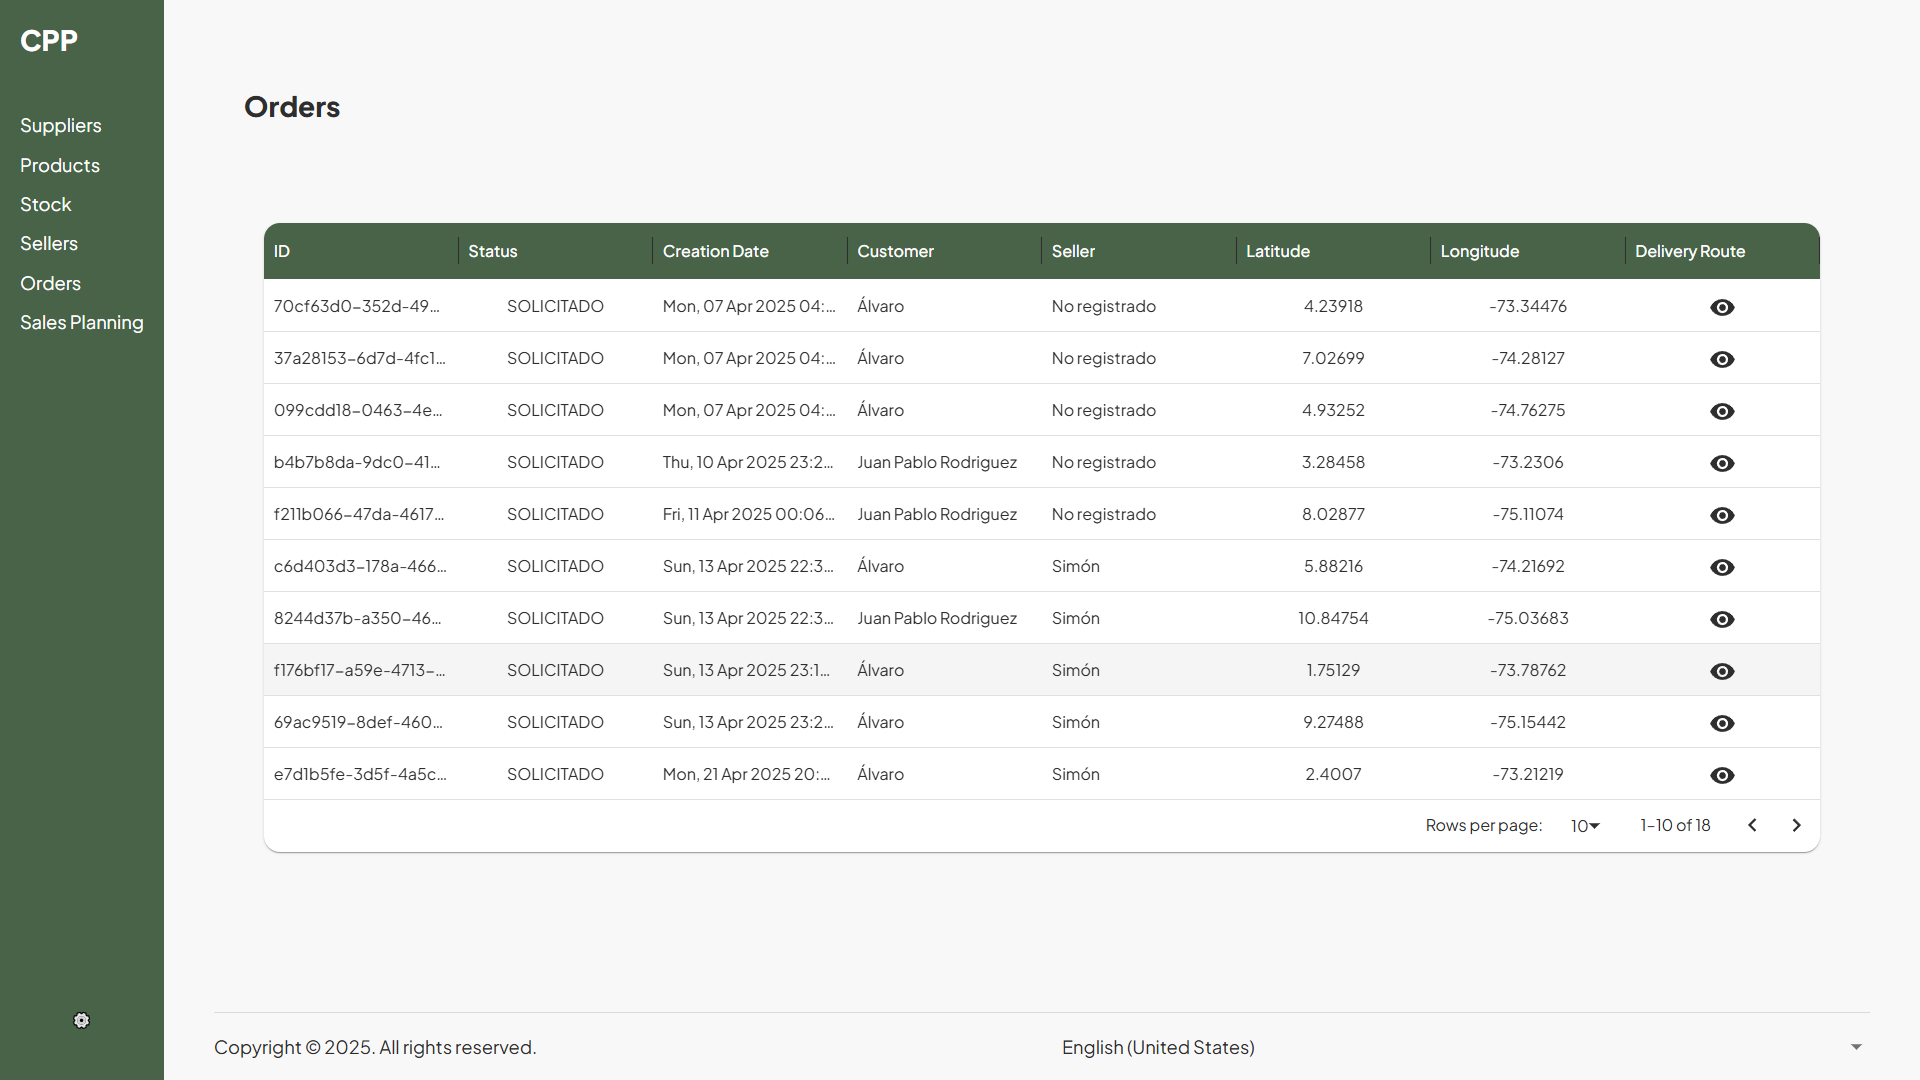 CPP
Suppliers
Products
Stock
Sellers
Orders
Sales Planning
Orders
ID Status Creation Date Customer Seller Latitude Longitude Delivery Route
70cf63d0-352d-49... SOLICITADO Mon, 07 Apr 2025 04:... Álvaro No registrado 4.23918 -73.34476
37a28153-6d7d-4fc1... SOLICITADO Mon, 07 Apr 2025 04:... Álvaro No registrado 7.02699 -74.28127
099cdd18-0463-4e... SOLICITADO Mon, 07 Apr 2025 04:... Álvaro No registrado 4.93252 -74.76275
b4b7b8da-9dc0-41... SOLICITADO Thu, 10 Apr 2025 23:2... Juan Pablo Rodriguez No registrado 3.28458 -73.2306
f211b066-47da-4617... SOLICITADO Fri, 11 Apr 2025 00:06... Juan Pablo Rodriguez No registrado 8.02877 -75.11074
c6d403d3-178a-466... SOLICITADO Sun, 13 Apr 2025 22:3... Álvaro Simón 5.88216 -74.21692
8244d37b-a350-46... SOLICITADO Sun, 13 Apr 2025 22:3... Juan Pablo Rodriguez Simón 10.84754 -75.03683
f176bf17-a59e-4713-... SOLICITADO Sun, 13 Apr 2025 23:1... Álvaro Simón 1.75129 -73.78762
69ac9519-8def-460... SOLICITADO Sun, 13 Apr 2025 23:2... Álvaro Simón 9.27488 -75.15442
e7d1b5fe-3d5f-4a5c... SOLICITADO Mon, 21 Apr 2025 20:... Álvaro Simón 2.4007 -73.21219
Rows per page: 10 1–10 of 18
Copyright © 2025. All rights reserved.
English (United States)